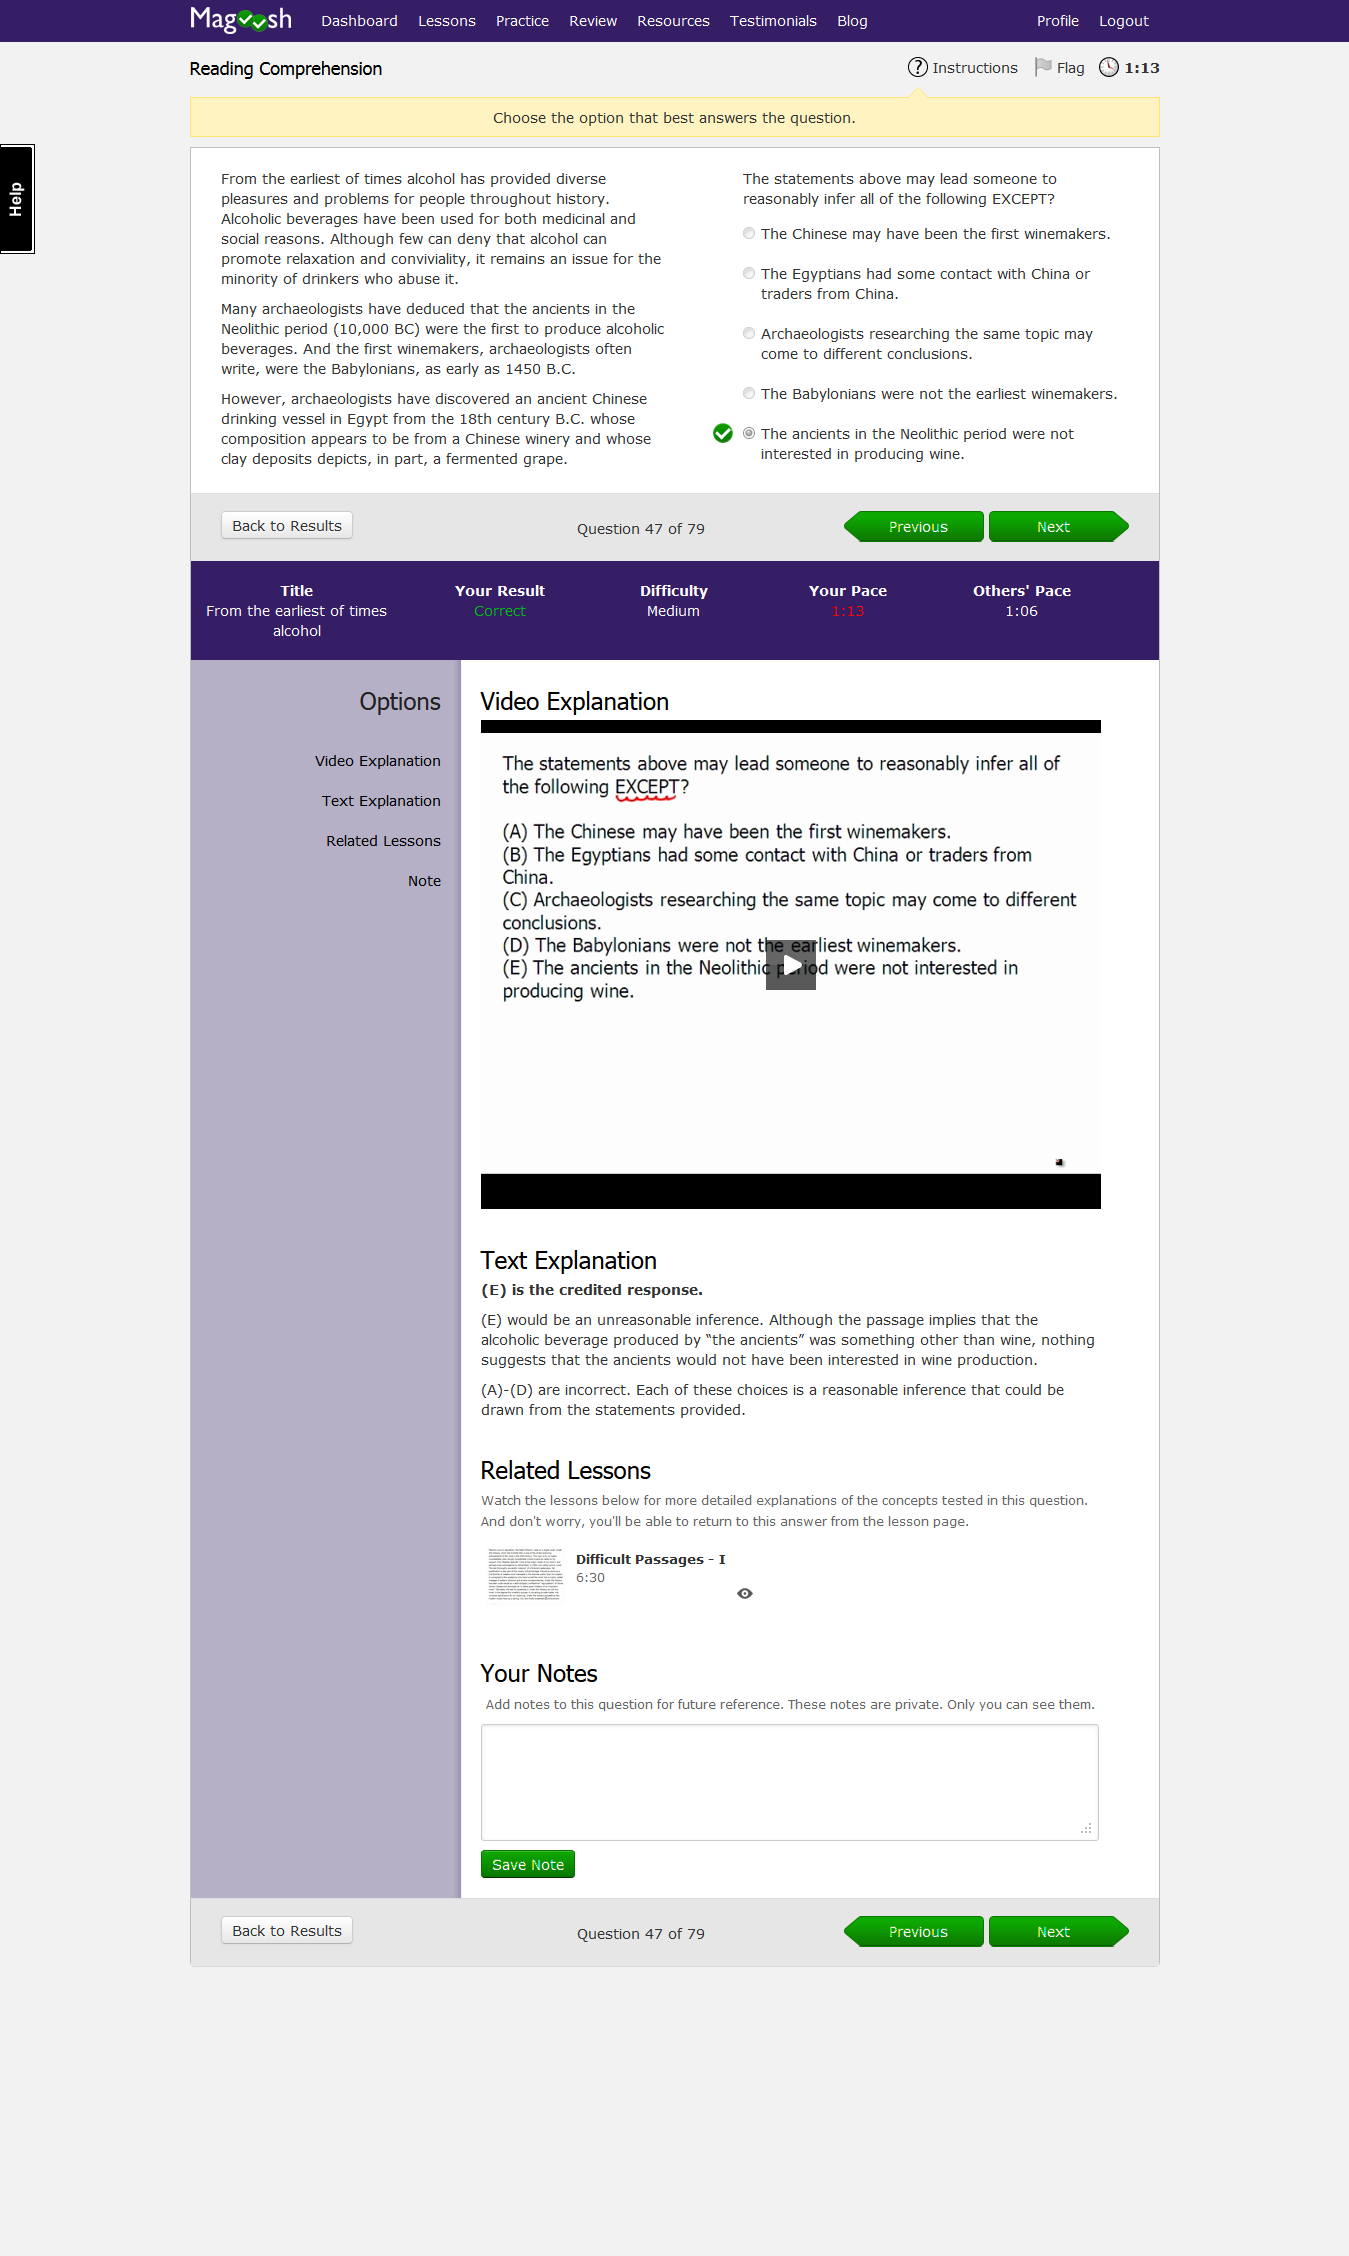 Magoosh Dashboard Lessons Practice Review Resources Testimonials Blog Profile Logout
Reading Comprehension
? Instructions Flag 1:13
Choose the option that best answers the question.
Help
From the earliest of times alcohol has provided diverse
pleasures and problems for people throughout history.
Alcoholic beverages have been used for both medicinal and
social reasons. Although few can deny that alcohol can
promote relaxation and conviviality, it remains an issue for the
minority of drinkers who abuse it.
Many archaeologists have deduced that the ancients in the
Neolithic period (10,000 BC) were the first to produce alcoholic
beverages. And the first winemakers, archaeologists often
write, were the Babylonians, as early as 1450 B.C.
However, archaeologists have discovered an ancient Chinese
drinking vessel in Egypt from the 18th century B.C. whose
composition appears to be from a Chinese winery and whose
clay deposits depicts, in part, a fermented grape.
The statements above may lead someone to
reasonably infer all of the following EXCEPT?
The Chinese may have been the first winemakers.
The Egyptians had some contact with China or
traders from China.
Archaeologists researching the same topic may
come to different conclusions.
The Babylonians were not the earliest winemakers.
The ancients in the Neolithic period were not
interested in producing wine.
Back to Results
Question 47 of 79
Previous
Next
Title Your Result Difficulty Your Pace Others' Pace
From the earliest of times Correct Medium 1:13 1:06
alcohol
Options
Video Explanation
Text Explanation
Related Lessons
Note
Video Explanation
The statements above may lead someone to reasonably infer all of
the following EXCEPT?
(A) The Chinese may have been the first winemakers.
(B) The Egyptians had some contact with China or traders from
China.
(C) Archaeologists researching the same topic may come to different
conclusions.
(D) The Babylonians were not the earliest winemakers.
(E) The ancients in the Neolithic period were not interested in
producing wine.
Text Explanation
(E) is the credited response.
(E) would be an unreasonable inference. Although the passage implies that the
alcoholic beverage produced by “the ancients” was something other than wine, nothing
suggests that the ancients would not have been interested in wine production.
(A)-(D) are incorrect. Each of these choices is a reasonable inference that could be
drawn from the statements provided.
Related Lessons
Watch the lessons below for more detailed explanations of the concepts tested in this question.
And don't worry, you'll be able to return to this answer from the lesson page.
Difficult Passages - I
6:30
Your Notes
Add notes to this question for future reference. These notes are private. Only you can see them.
Save Note
Back to Results
Question 47 of 79
Previous
Next